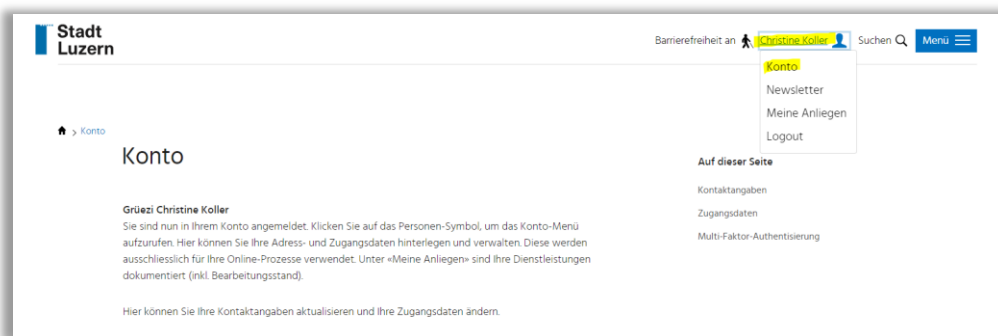 Stadt
Luzern
Barrierefreiheit an Christine Koller Suchen Menü
Konto
Newsletter
Meine Anliegen
Logout
> Konto
Konto
Auf dieser Seite
Kontaktangaben
Zugangsdaten
Multi-Faktor-Authentisierung
Grüezi Christine Koller
Sie sind nun in Ihrem Konto angemeldet. Klicken Sie auf das Personen-Symbol, um das Konto-Menü
aufzurufen. Hier können Sie Ihre Adress- und Zugangsdaten hinterlegen und verwalten. Diese werden
ausschliesslich für Ihre Online-Prozesse verwendet. Unter «Meine Anliegen» sind Ihre Dienstleistungen
dokumentiert (inkl. Bearbeitungsstand).
Hier können Sie Ihre Kontaktangaben aktualisieren und Ihre Zugangsdaten ändern.